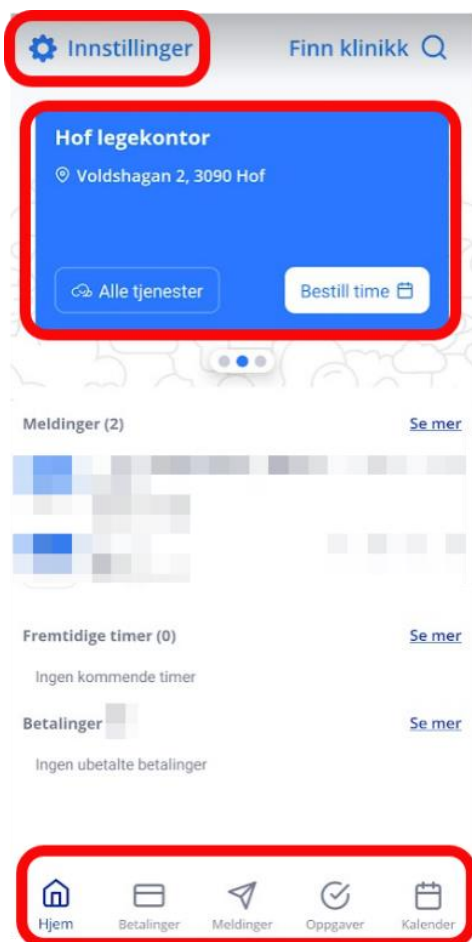 Innstillinger Finn klinikk
Hof legekontor
Voldshagan 2, 3090 Hof
Alle tjenester Bestill time
Meldinger (2) Se mer
Fremtidige timer (0) Se mer
Ingen kommende timer
Betalinger Se mer
Ingen ubetalte betalinger
Hjem Betalinger Meldinger Oppgaver Kalender